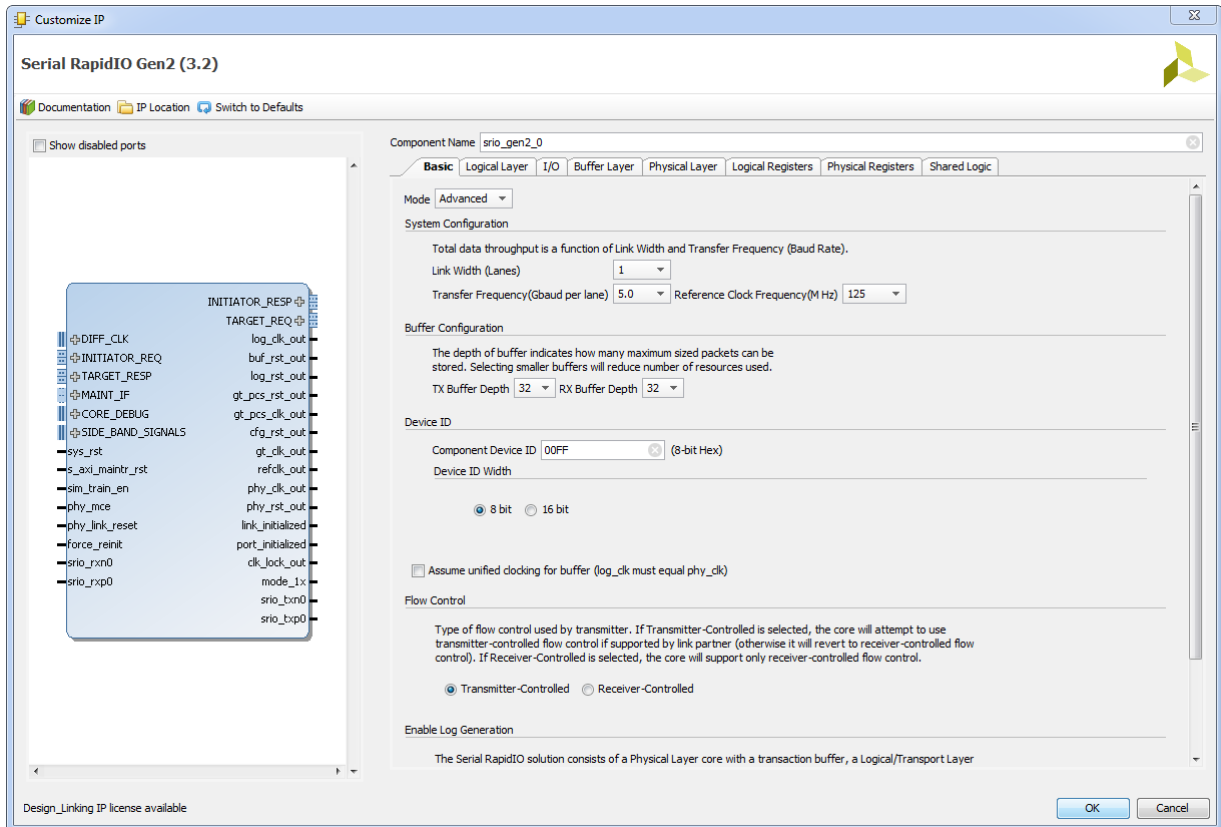 Customize IP
Serial RapidIO Gen2 (3.2)
Documentation IP Location Switch to Defaults
Show disabled ports
INITIATOR_RESP
TARGET_REQ
DIFF_CLK log_clk_out
INITIATOR_REQ buf_rst_out
TARGET_RESP log_rst_out
MAINT_IF gt_pcs_rst_out
CORE_DEBUG gt_pcs_clk_out
SIDE_BAND_SIGNALS cfg_rst_out
sys_rst gt_clk_out
s_axi_maintr_rst refclk_out
sim_train_en phy_clk_out
phy_mce phy_rst_out
phy_link_reset link_initialized
force_reinit port_initialized
srio_rxn0 clk_lock_out
srio_rxp0 mode_1x
srio_txn0
srio_txp0
Component Name srio_gen2_0
Basic Logical Layer I/O Buffer Layer Physical Layer Logical Registers Physical Registers Shared Logic
Mode Advanced
System Configuration
Total data throughput is a function of Link Width and Transfer Frequency (Baud Rate).
Link Width (Lanes) 1
Transfer Frequency(Gbaud per lane) 5.0 Reference Clock Frequency(M Hz) 125
Buffer Configuration
The depth of buffer indicates how many maximum sized packets can be
stored. Selecting smaller buffers will reduce number of resources used.
TX Buffer Depth 32 RX Buffer Depth 32
Device ID
Component Device ID 00FF (8-bit Hex)
Device ID Width
8 bit 16 bit
Assume unified clocking for buffer (log_clk must equal phy_clk)
Flow Control
Type of flow control used by transmitter. If Transmitter-Controlled is selected, the core will attempt to use
transmitter-controlled flow control if supported by link partner (otherwise it will revert to receiver-controlled flow
control). If Receiver-Controlled is selected, the core will support only receiver-controlled flow control.
Transmitter-Controlled Receiver-Controlled
Enable Log Generation
The Serial RapidIO solution consists of a Physical Layer core with a transaction buffer, a Logical/Transport Layer
Design_Linking IP license available
OK Cancel